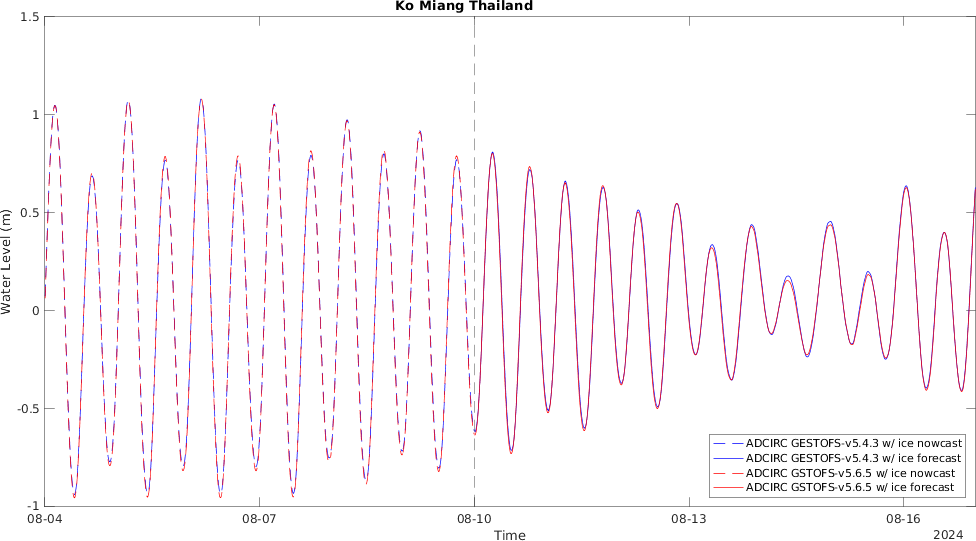 Ko Miang Thailand
1.5
1
0.5
0
-0.5
-1
Water Level (m)
08-04
08-07
08-10
08-13
08-16
Time
2024
ADCIRC GESTOFS-v5.4.3 w/ ice nowcast
ADCIRC GESTOFS-v5.4.3 w/ ice forecast
ADCIRC GSTOFS-v5.6.5 w/ ice nowcast
ADCIRC GSTOFS-v5.6.5 w/ ice forecast